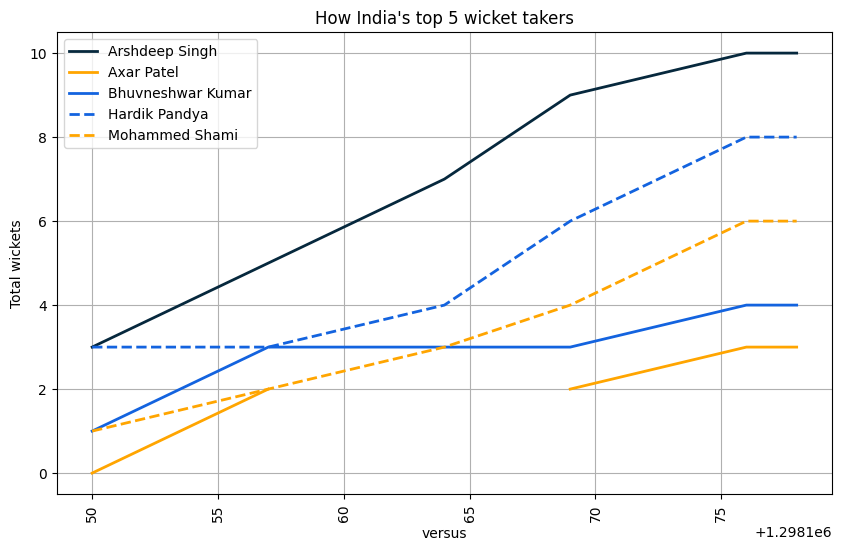 How India's top 5 wicket takers
Arshdeep Singh
Axar Patel
Bhuvneshwar Kumar
Hardik Pandya
Mohammed Shami
Total wickets
10
8
6
4
2
0
50
55
60
65
70
75
versus
+1.2981e6